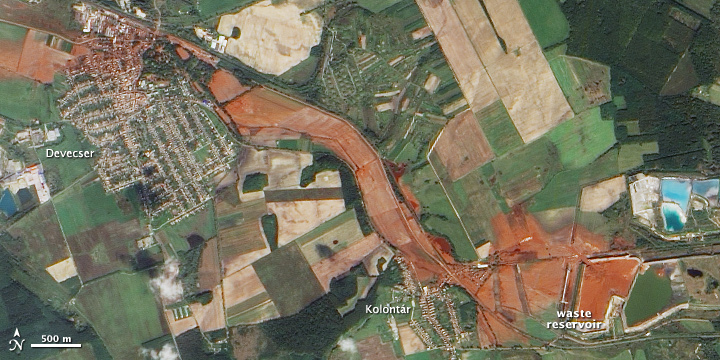 Devecser
Kolontár
waste
reservoir
N
500 m